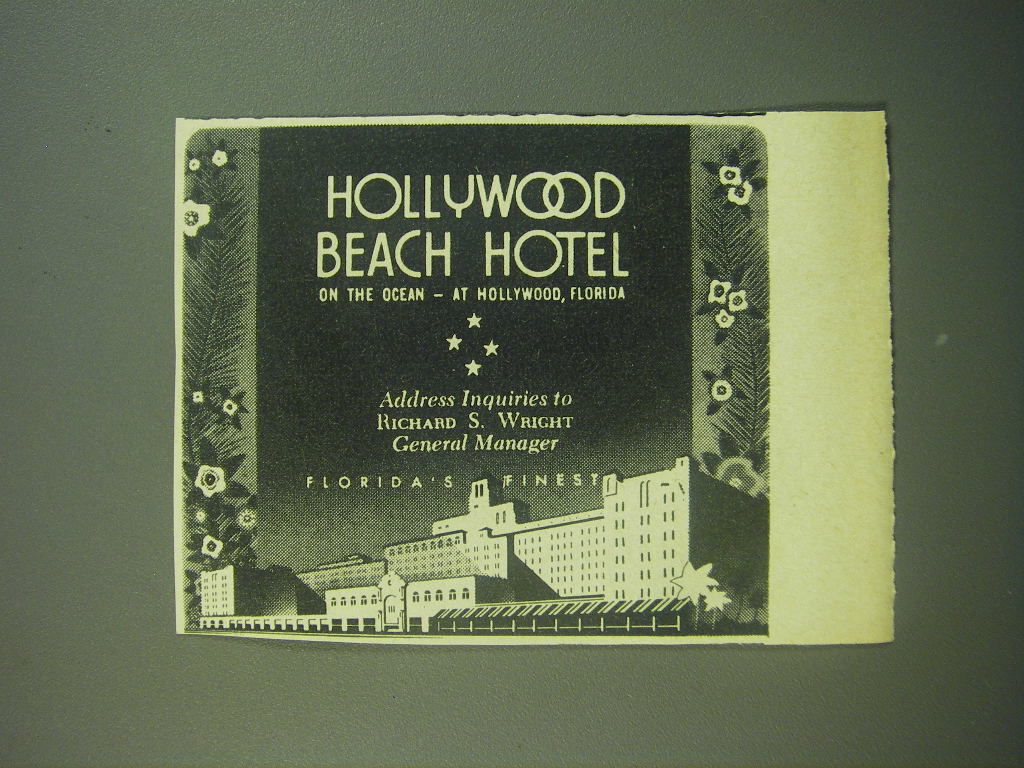 HOLLYWOOD
BEACH HOTEL
ON THE OCEAN – AT HOLLYWOOD, FLORIDA
Address Inquiries to
RICHARD S. WRIGHT
General Manager
FLORIDA'S FINEST